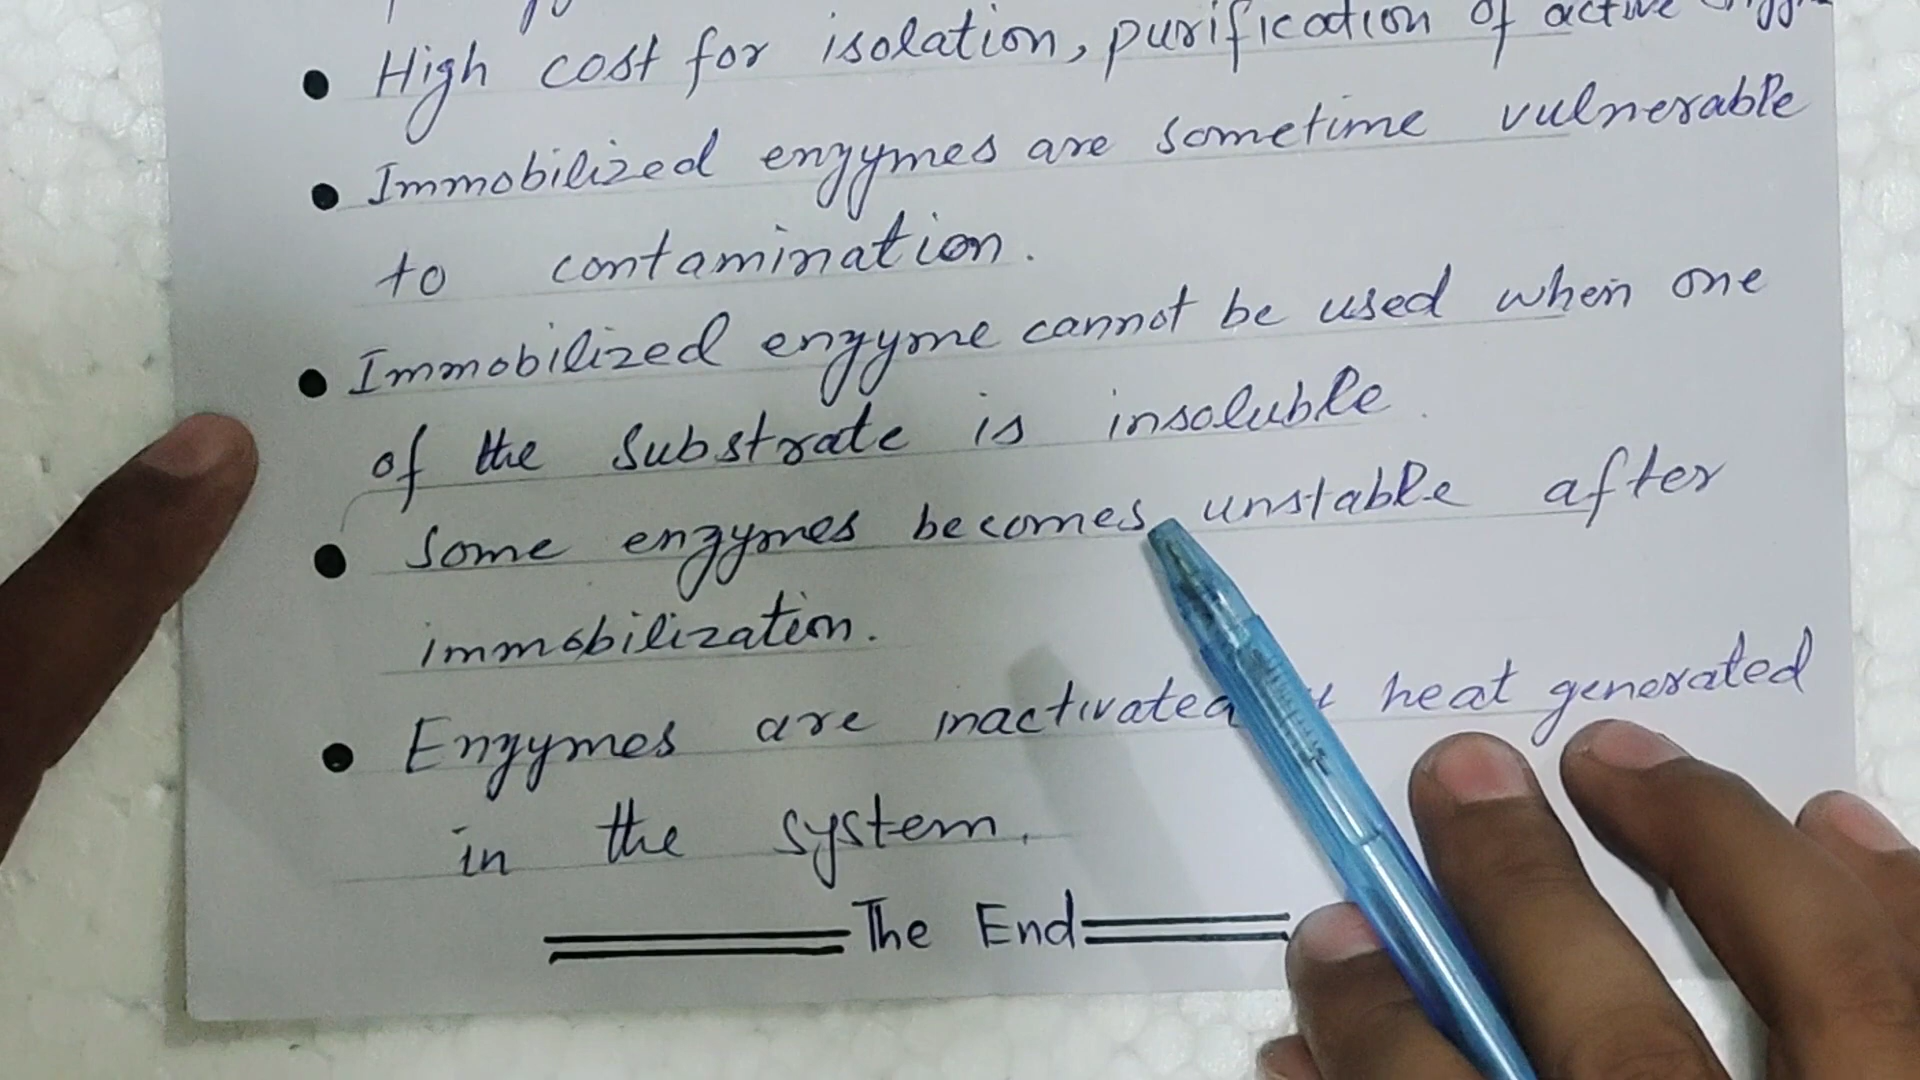 • High cost for isolation, purification of active
• Immobilized enzymes are sometime vulnerable
to contamination.
• Immobilized enzyme cannot be used when one
of the substrate is insoluble.
• Some enzymes becomes unstable after
immobilization.
• Enzymes are inactivated heat generated
in the system.
The End